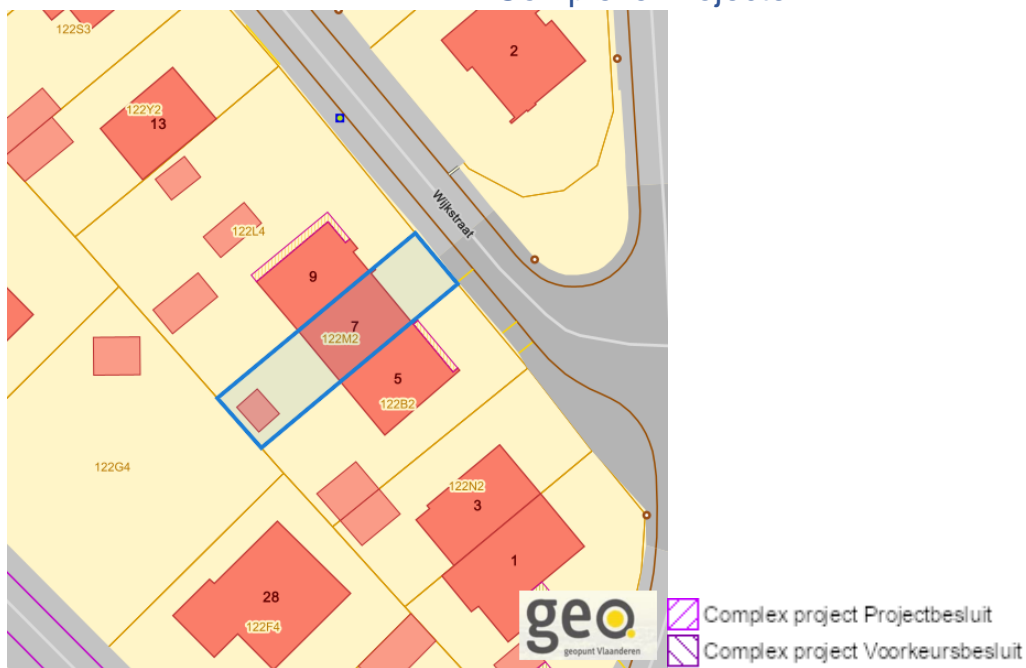 122S3
2
122Y2
13
Wijkstraat
122L4
9
7
122M2
5
122B2
122G4
122N2
3
1
28
122F4
geo.
geopunt Vlaanderen
Complex project Projectbesluit
Complex project Voorkeursbesluit